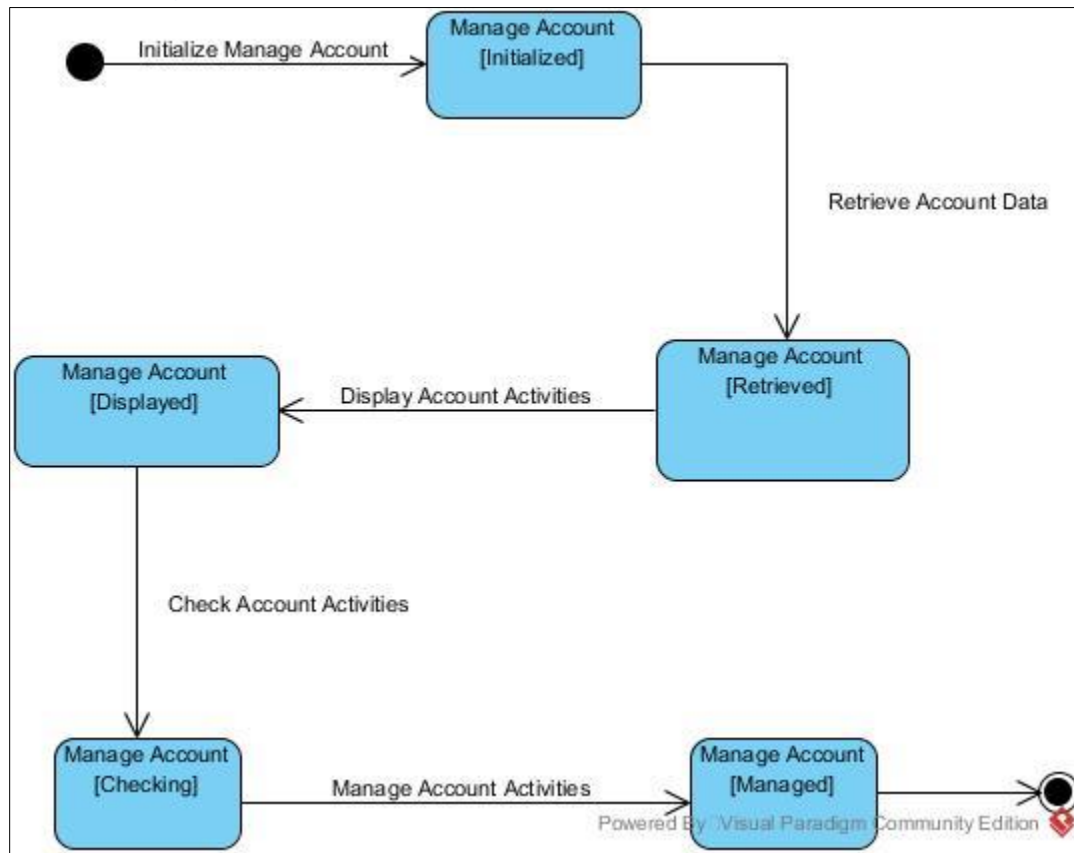 Initialize Manage Account
Manage Account
[Initialized]
Retrieve Account Data
Manage Account
[Retrieved]
Display Account Activities
Manage Account
[Displayed]
Check Account Activities
Manage Account
[Checking]
Manage Account Activities
Manage Account
[Managed]
Powered By Visual Paradigm Community Edition